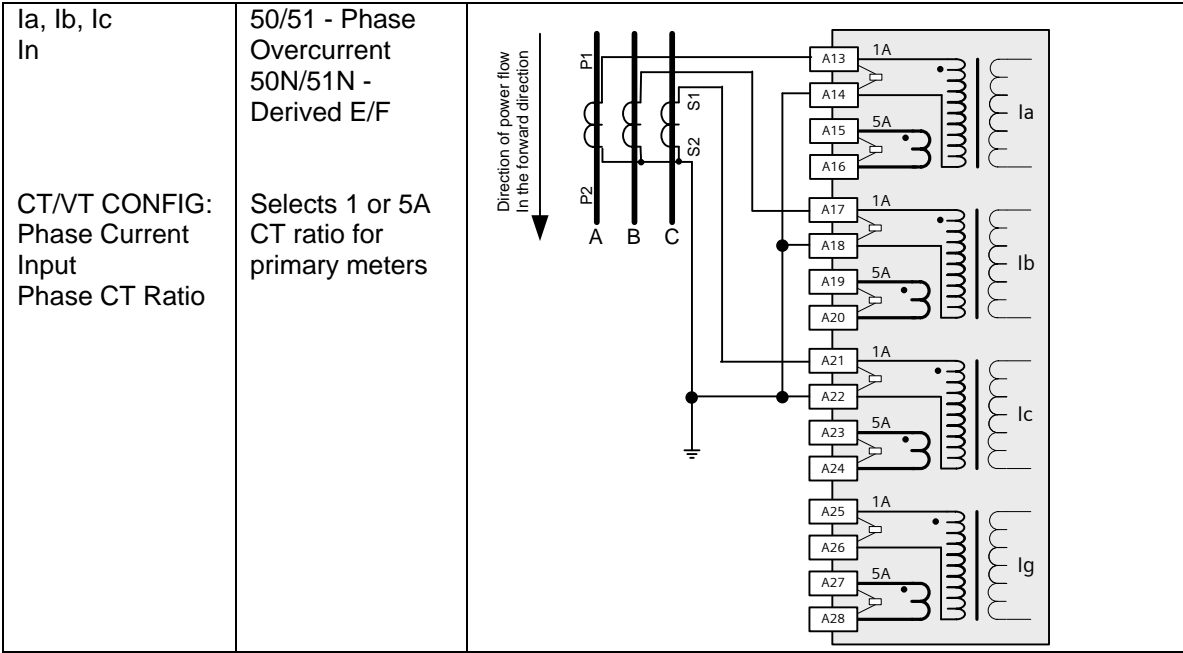 Ia, Ib, Ic
In
CT/VT CONFIG:
Phase Current
Input
Phase CT Ratio
50/51 - Phase
Overcurrent
50N/51N -
Derived E/F
Selects 1 or 5A
CT ratio for
primary meters
Direction of power flow
In the forward direction
P1
P2
S1
S2
A B C
A13
1A
A14
A15
5A
A16
Ia
A17
1A
A18
A19
5A
A20
Ib
A21
1A
A22
A23
5A
A24
Ic
A25
1A
A26
A27
5A
A28
Ig